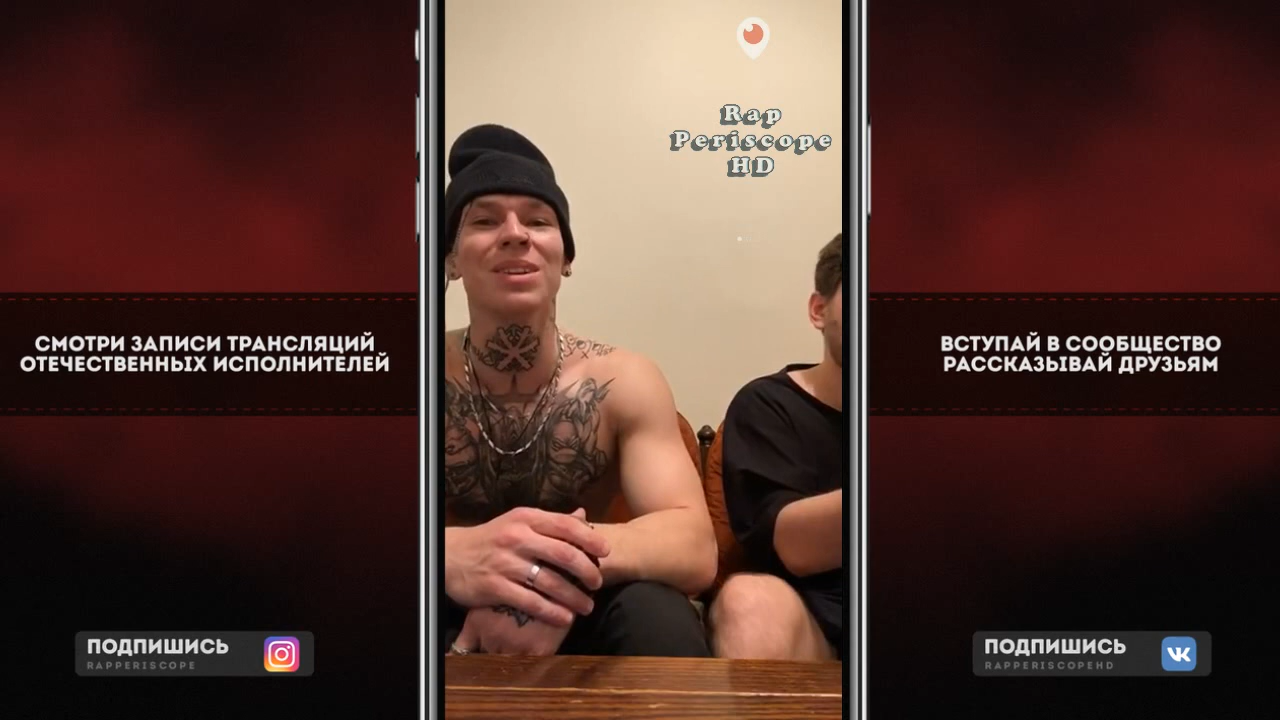 Rap
Periscope
HD
СМОТРИ ЗАПИСИ ТРАНСЛЯЦИЙ
ОТЕЧЕСТВЕННЫХ ИСПОЛНИТЕЛЕЙ
ВСТУПАЙ В СООБЩЕСТВО
РАССКАЗЫВАЙ ДРУЗЬЯМ
ПОДПИШИСЬ
RAPPERISCOPE
ПОДПИШИСЬ
RAPPERISCOPEHD